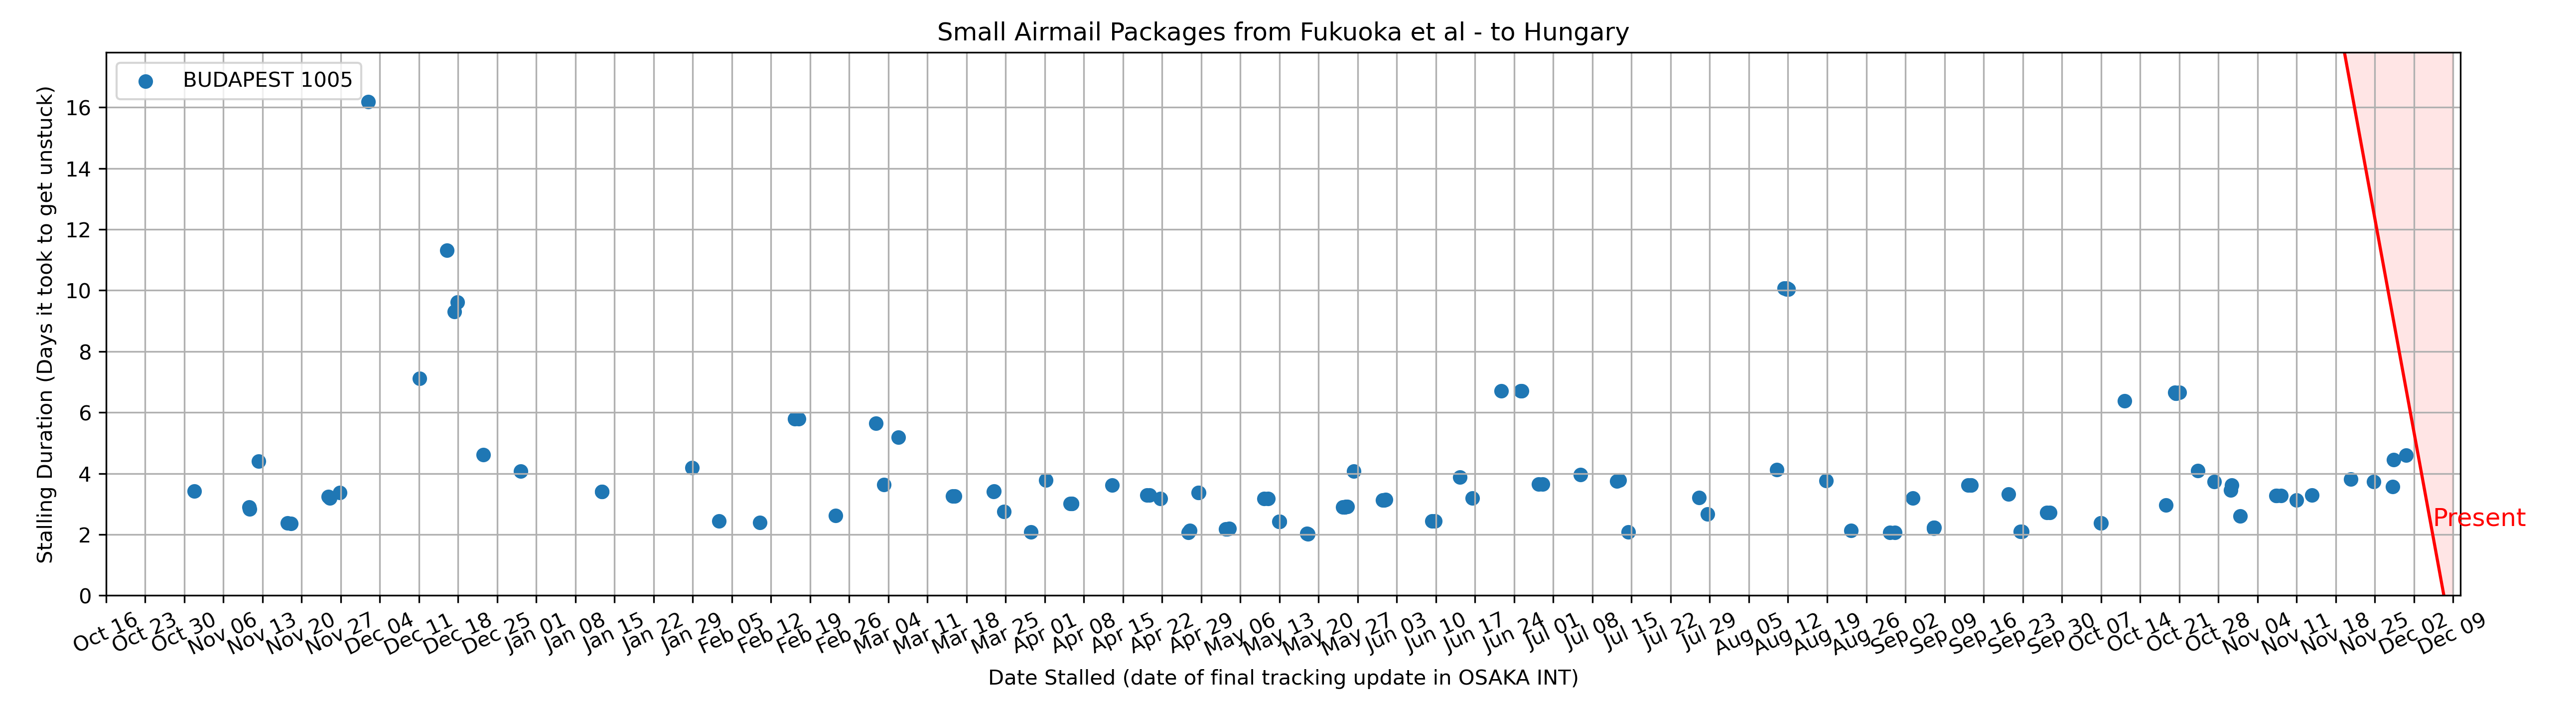 Small Airmail Packages from Fukuoka et al - to Hungary
BUDAPEST 1005
Stalling Duration (Days it took to get unstuck)
16
14
12
10
8
6
4
2
0
Present
Oct 16 Oct 23 Oct 30 Nov 06 Nov 13 Nov 20 Nov 27 Dec 04 Dec 11 Dec 18 Dec 25 Jan 01 Jan 08 Jan 15 Jan 22 Jan 29 Feb 05 Feb 12 Feb 19 Feb 26 Mar 04 Mar 11 Mar 18 Mar 25 Apr 01 Apr 08 Apr 15 Apr 22 Apr 29 May 06 May 13 May 20 May 27 Jun 03 Jun 10 Jun 17 Jun 24 Jul 01 Jul 08 Jul 15 Jul 22 Jul 29 Aug 05 Aug 12 Aug 19 Aug 26 Sep 02 Sep 09 Sep 16 Sep 23 Sep 30 Oct 07 Oct 14 Oct 21 Oct 28 Nov 04 Nov 11 Nov 18 Nov 25 Dec 02 Dec 09
Date Stalled (date of final tracking update in OSAKA INT)